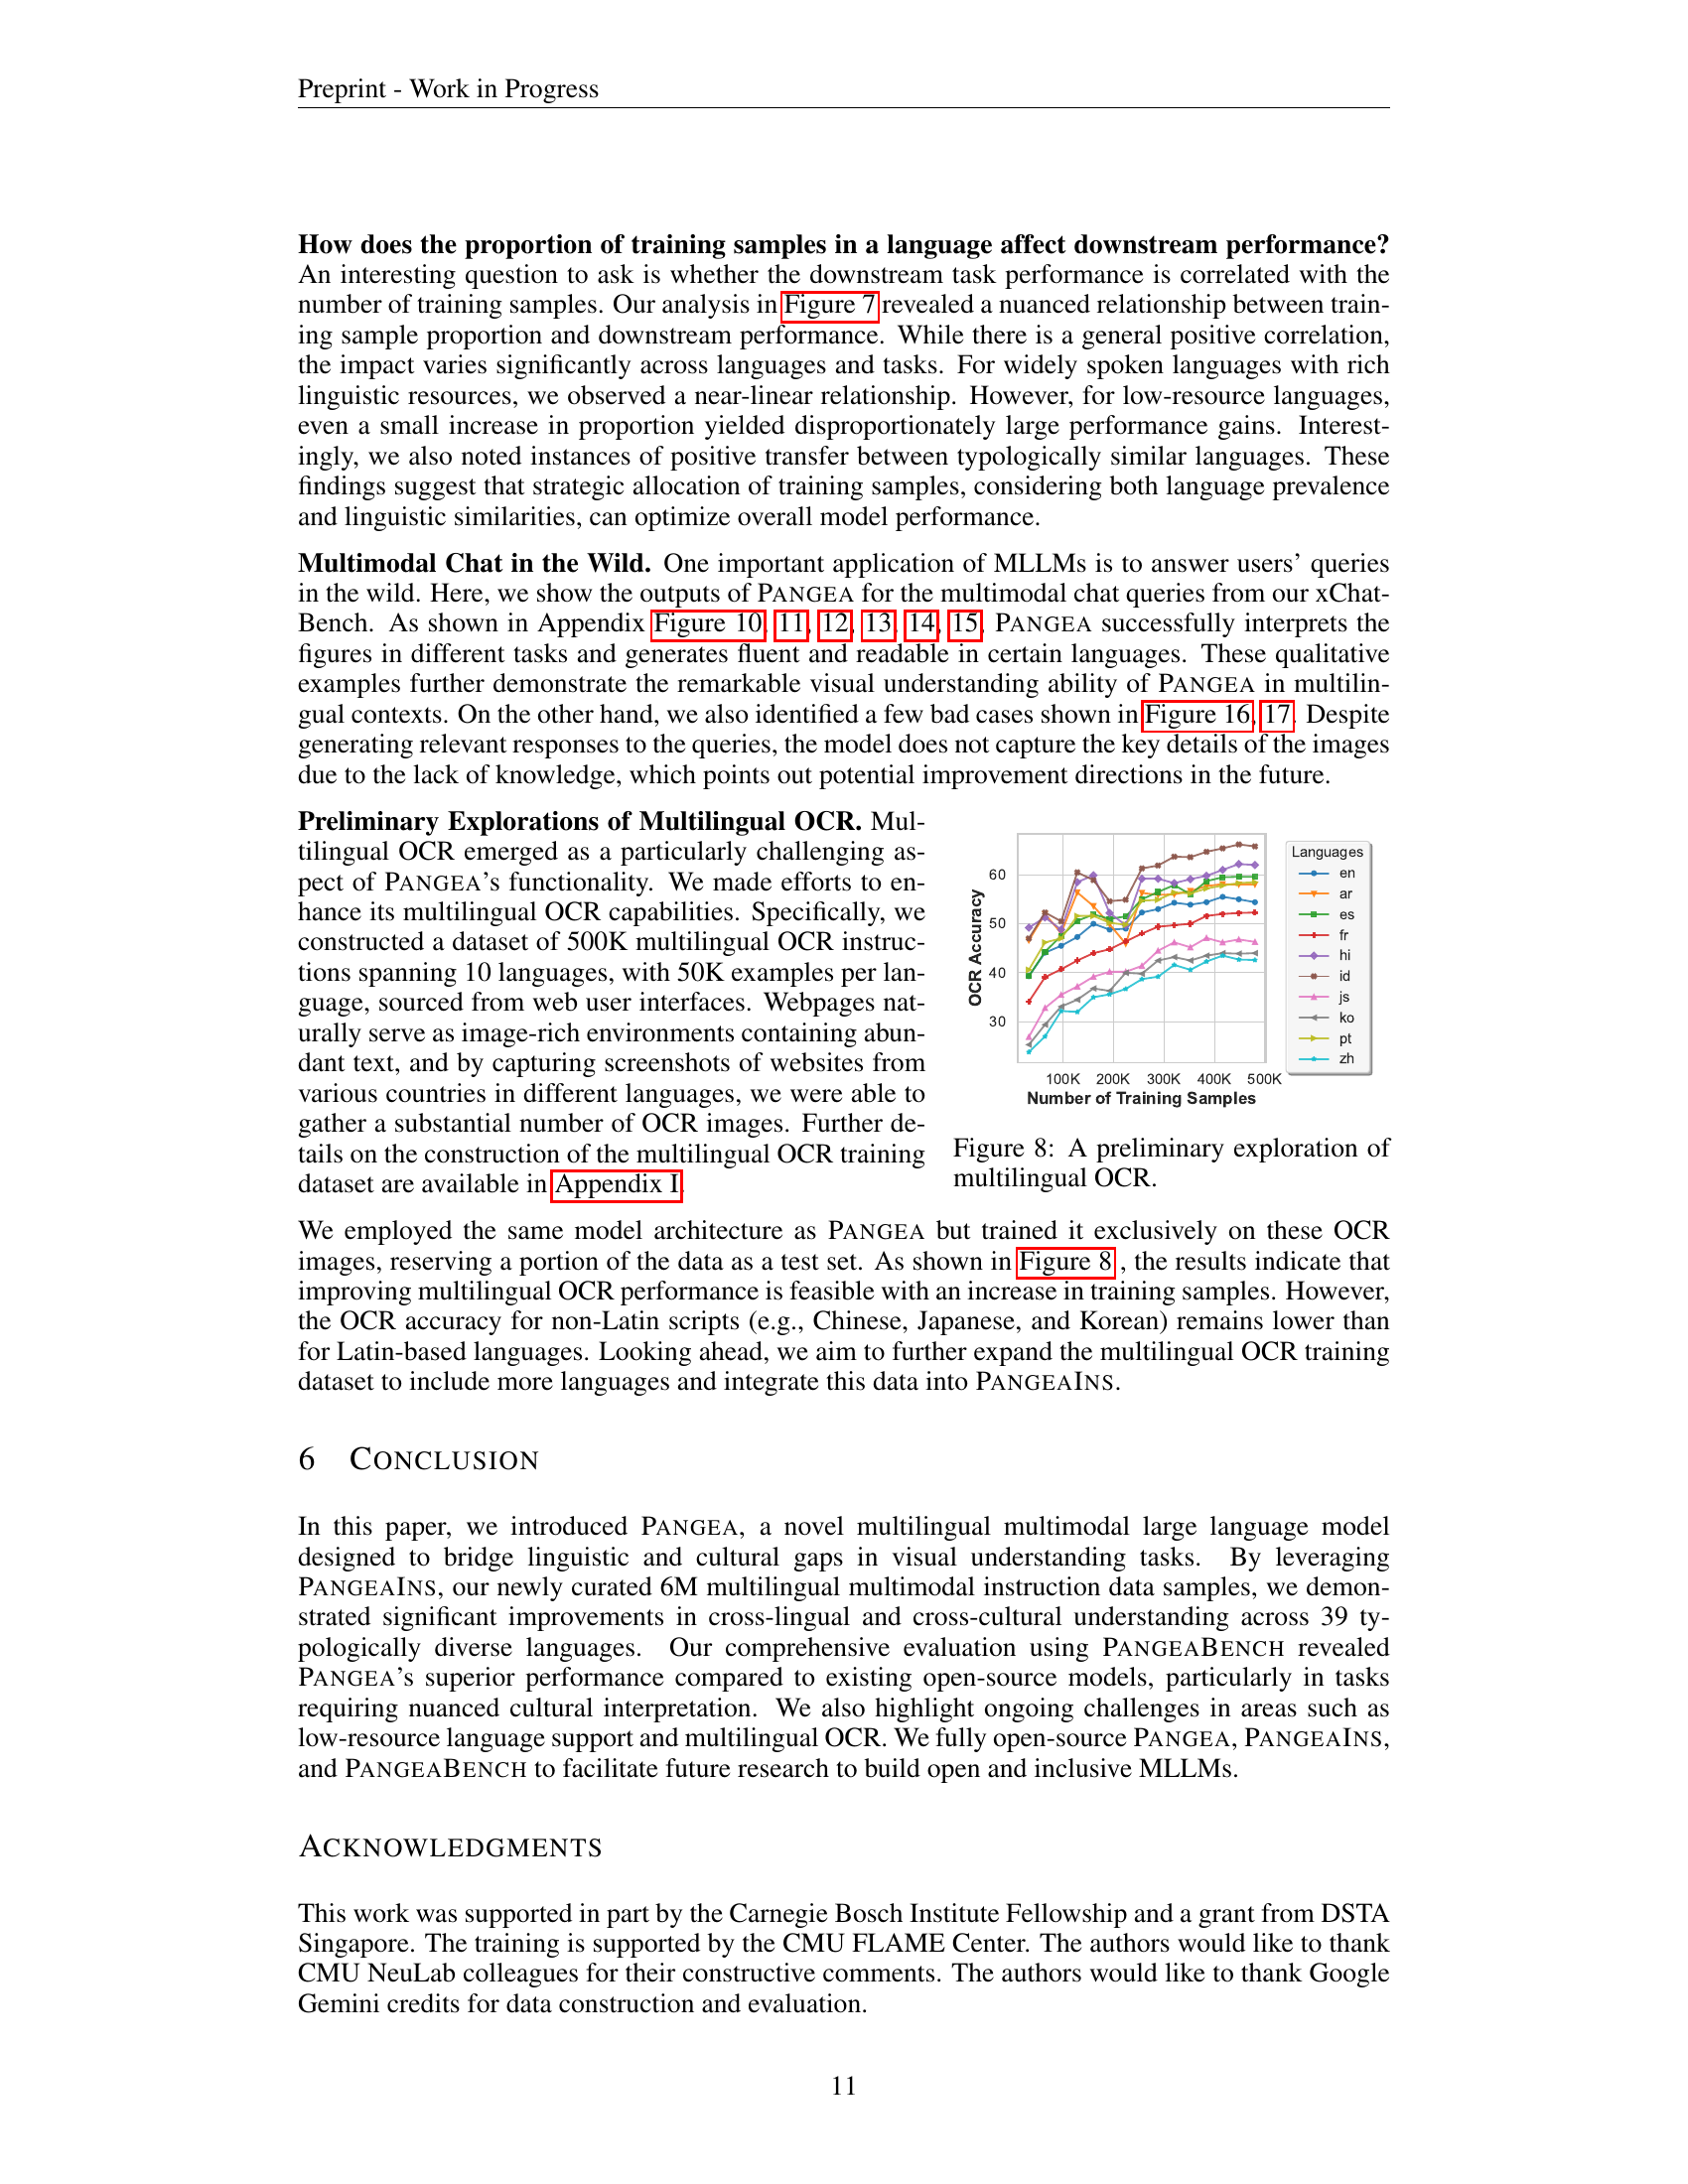 Preprint - Work in Progress
How does the proportion of training samples in a language affect downstream performance?
An interesting question to ask is whether the downstream task performance is correlated with the
number of training samples. Our analysis in Figure 7 revealed a nuanced relationship between train-
ing sample proportion and downstream performance. While there is a general positive correlation,
the impact varies significantly across languages and tasks. For widely spoken languages with rich
linguistic resources, we observed a near-linear relationship. However, for low-resource languages,
even a small increase in proportion yielded disproportionately large performance gains. Interest-
ingly, we also noted instances of positive transfer between typologically similar languages. These
findings suggest that strategic allocation of training samples, considering both language prevalence
and linguistic similarities, can optimize overall model performance.
Multimodal Chat in the Wild. One important application of MLLMs is to answer users' queries
in the wild. Here, we show the outputs of PANGEA for the multimodal chat queries from our xChat-
Bench. As shown in Appendix Figure 10, 11, 12, 13, 14, 15, PANGEA successfully interprets the
figures in different tasks and generates fluent and readable in certain languages. These qualitative
examples further demonstrate the remarkable visual understanding ability of PANGEA in multilin-
gual contexts. On the other hand, we also identified a few bad cases shown in Figure 16, 17. Despite
generating relevant responses to the queries, the model does not capture the key details of the images
due to the lack of knowledge, which points out potential improvement directions in the future.
Preliminary Explorations of Multilingual OCR. Mul-
tilingual OCR emerged as a particularly challenging as-
pect of PANGEA's functionality. We made efforts to en-
hance its multilingual OCR capabilities. Specifically, we
constructed a dataset of 500K multilingual OCR instruc-
tions spanning 10 languages, with 50K examples per lan-
guage, sourced from web user interfaces. Webpages nat-
urally serve as image-rich environments containing abun-
dant text, and by capturing screenshots of websites from
various countries in different languages, we were able to
gather a substantial number of OCR images. Further de-
tails on the construction of the multilingual OCR training
dataset are available in Appendix I.
OCR Accuracy
60
50
40
30
100K 200K 300K 400K 500K
Number of Training Samples
Languages
en
ar
es
fr
hi
id
js
ko
pt
zh
Figure 8: A preliminary exploration of
multilingual OCR.
We employed the same model architecture as PANGEA but trained it exclusively on these OCR
images, reserving a portion of the data as a test set. As shown in Figure 8 , the results indicate that
improving multilingual OCR performance is feasible with an increase in training samples. However,
the OCR accuracy for non-Latin scripts (e.g., Chinese, Japanese, and Korean) remains lower than
for Latin-based languages. Looking ahead, we aim to further expand the multilingual OCR training
dataset to include more languages and integrate this data into PANGEAINS.
6 CONCLUSION
In this paper, we introduced PANGEA, a novel multilingual multimodal large language model
designed to bridge linguistic and cultural gaps in visual understanding tasks. By leveraging
PANGEAINS, our newly curated 6M multilingual multimodal instruction data samples, we demon-
strated significant improvements in cross-lingual and cross-cultural understanding across 39 ty-
pologically diverse languages. Our comprehensive evaluation using PANGEABENCH revealed
PANGEA's superior performance compared to existing open-source models, particularly in tasks
requiring nuanced cultural interpretation. We also highlight ongoing challenges in areas such as
low-resource language support and multilingual OCR. We fully open-source PANGEA, PANGEAINS,
and PANGEABENCH to facilitate future research to build open and inclusive MLLMs.
ACKNOWLEDGMENTS
This work was supported in part by the Carnegie Bosch Institute Fellowship and a grant from DSTA
Singapore. The training is supported by the CMU FLAME Center. The authors would like to thank
CMU NeuLab colleagues for their constructive comments. The authors would like to thank Google
Gemini credits for data construction and evaluation.
11